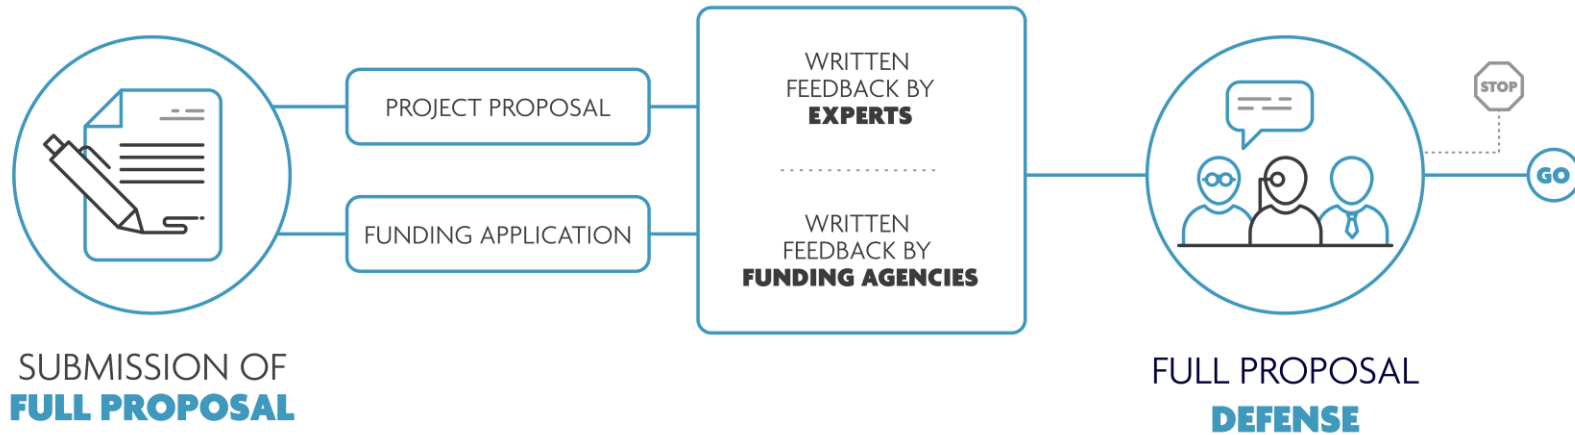 SUBMISSION OF
FULL PROPOSAL
PROJECT PROPOSAL
FUNDING APPLICATION
WRITTEN
FEEDBACK BY
EXPERTS
WRITTEN
FEEDBACK BY
FUNDING AGENCIES
FULL PROPOSAL
DEFENSE
STOP
GO